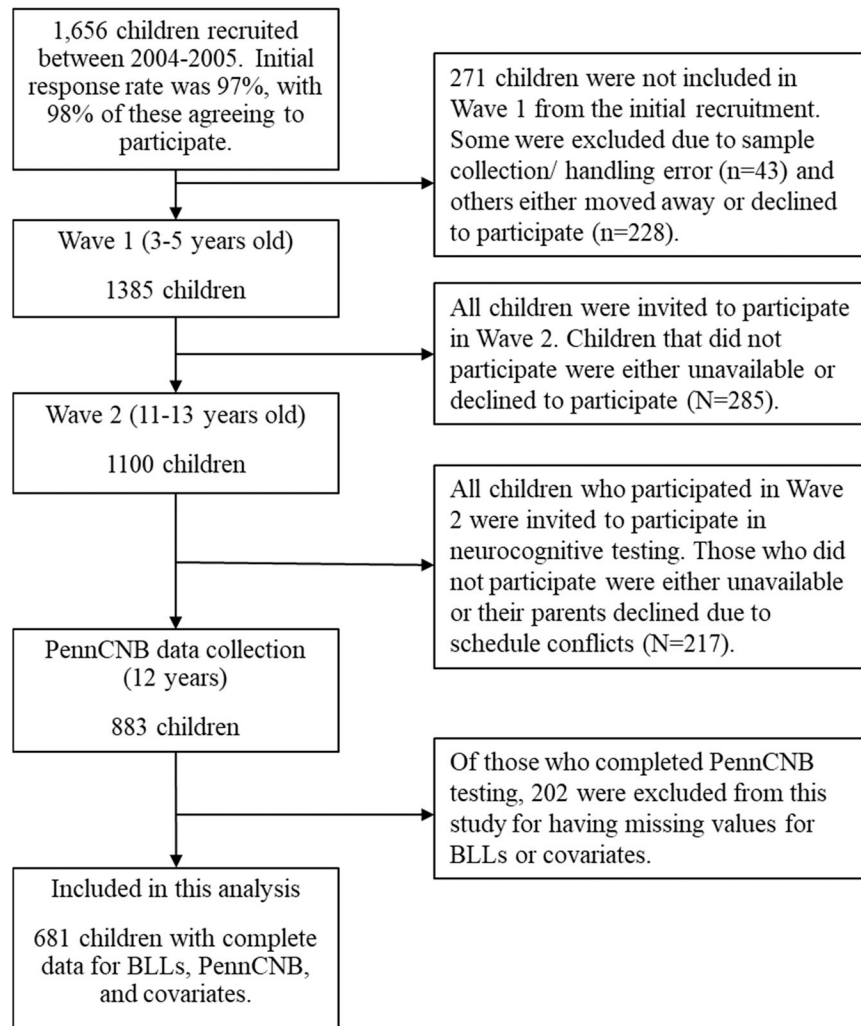 1,656 children recruited
between 2004-2005. Initial
response rate was 97%, with
98% of these agreeing to
participate.
271 children were not included in
Wave 1 from the initial recruitment.
Some were excluded due to sample
collection/ handling error (n=43) and
others either moved away or declined
to participate (n=228).
Wave 1 (3-5 years old)
1385 children
All children were invited to participate
in Wave 2. Children that did not
participate were either unavailable or
declined to participate (N=285).
Wave 2 (11-13 years old)
1100 children
All children who participated in Wave
2 were invited to participate in
neurocognitive testing. Those who did
not participate were either unavailable
or their parents declined due to
schedule conflicts (N=217).
PennCNB data collection
(12 years)
883 children
Of those who completed PennCNB
testing, 202 were excluded from this
study for having missing values for
BLLs or covariates.
Included in this analysis
681 children with complete
data for BLLs, PennCNB,
and covariates.